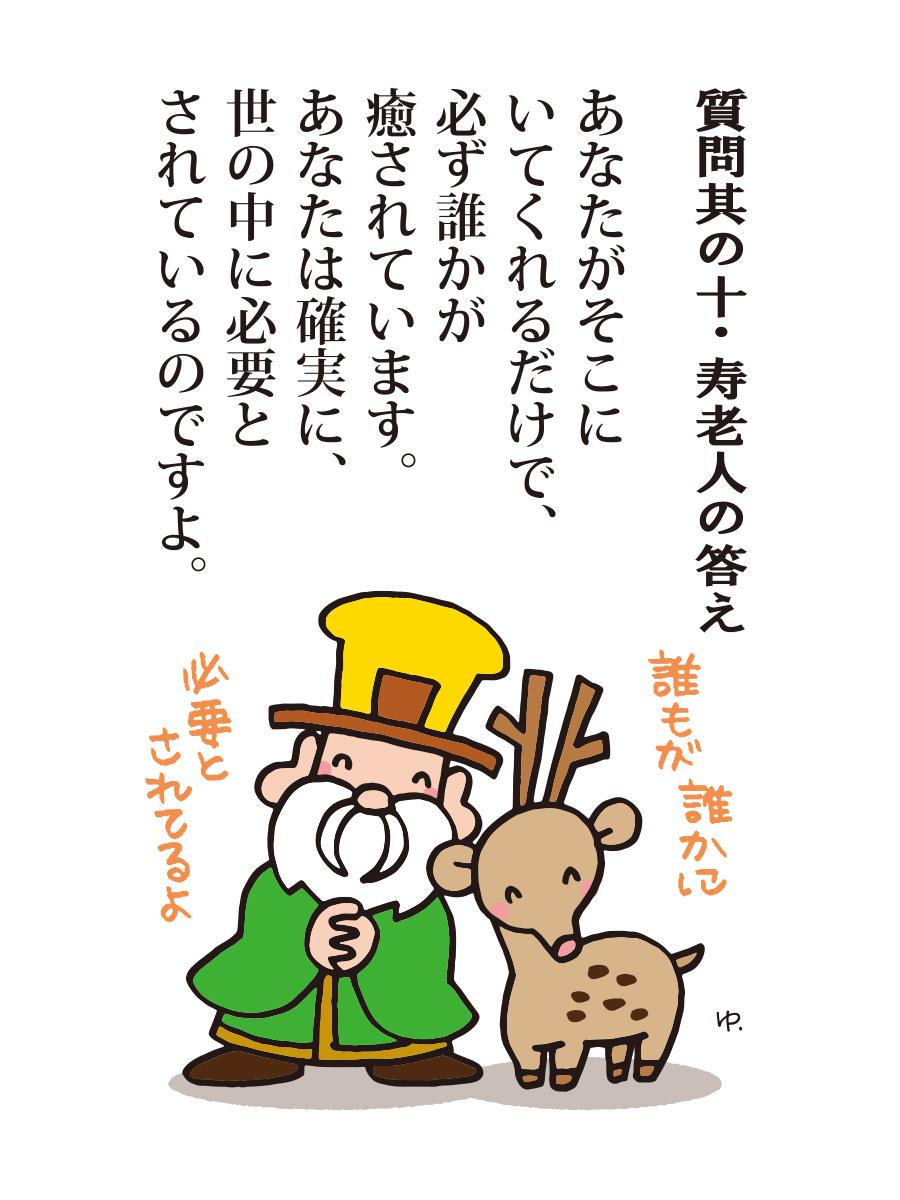 質問其の十・寿老人の答え
あなたがそこに
いてくれるだけで、
必ず誰かが
癒されています。
あなたは確実に、
世の中に必要と
されているのですよ。
誰もが
誰かに
必要と
されてるよ
ゆ.